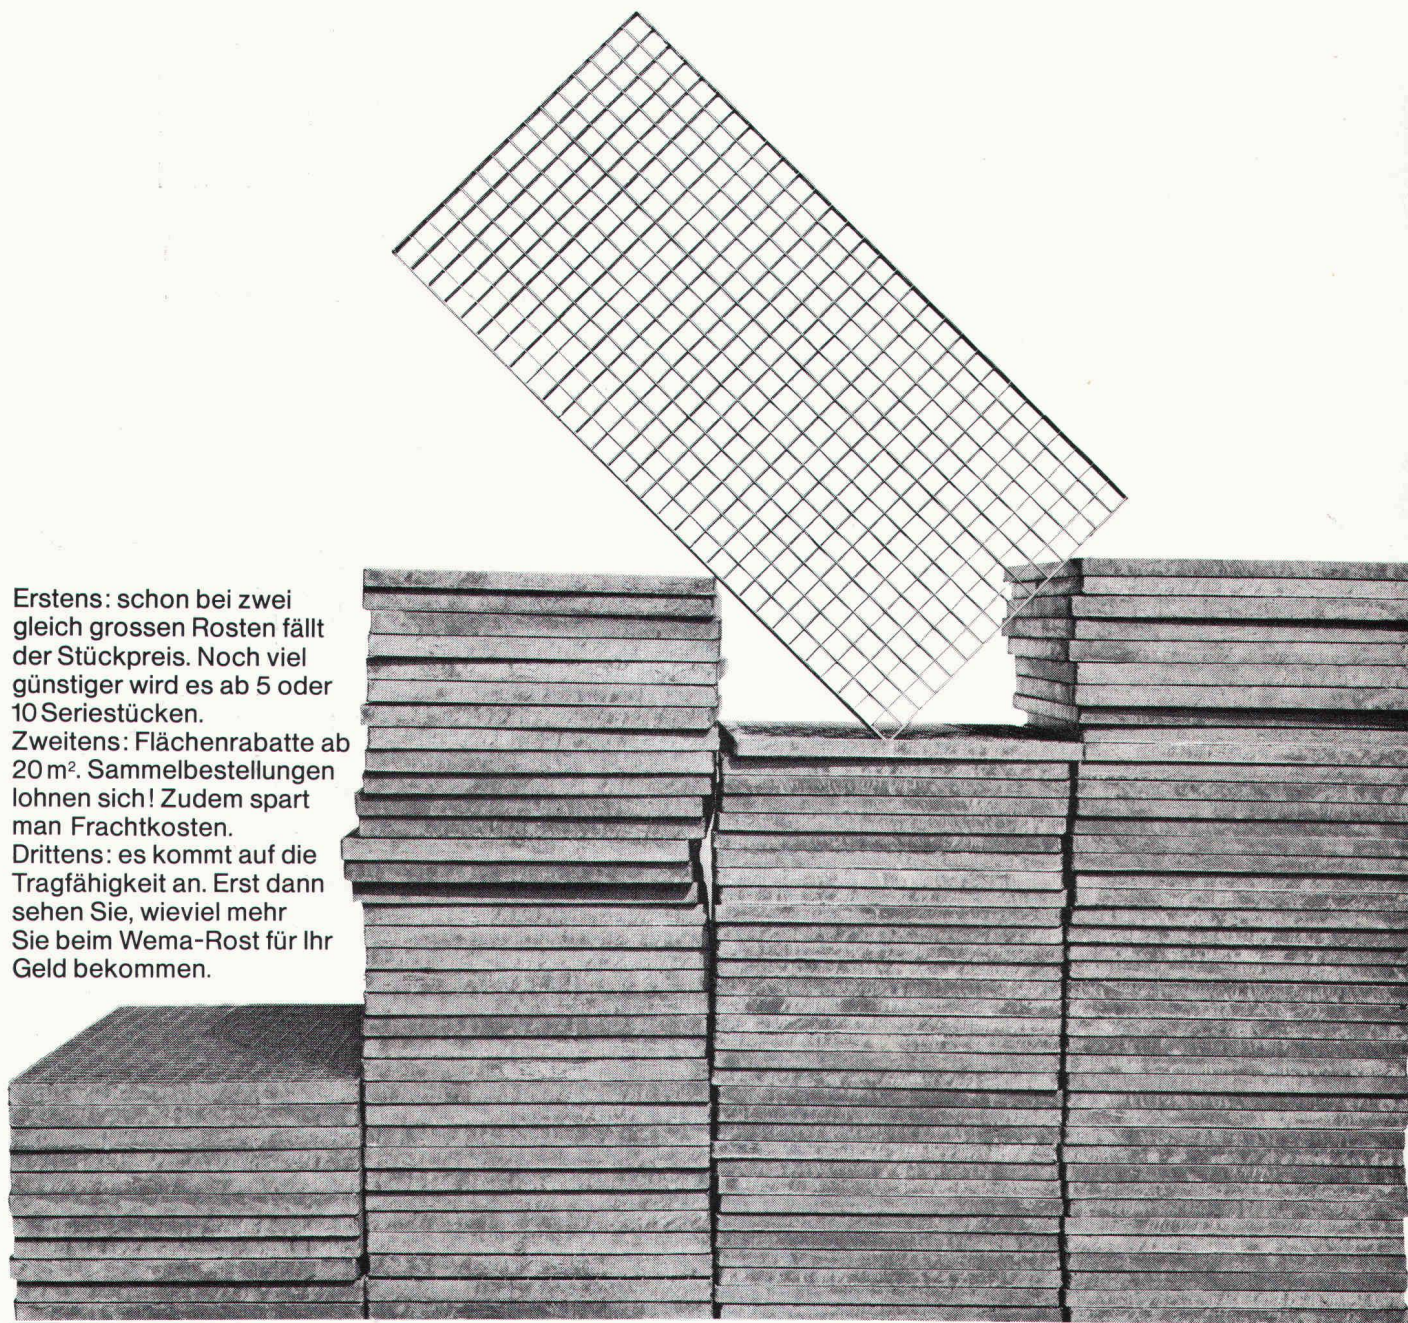 Erstens: schon bei zwei
gleich grossen Rosten fällt
der Stückpreis. Noch viel
günstiger wird es ab 5 oder
10 Seriestücken.
Zweitens: Flächenrabatte ab
20 m². Sammelbestellungen
lohnen sich! Zudem spart
man Frachtkosten.
Drittens: es kommt auf die
Tragfähigkeit an. Erst dann
sehen Sie, wieviel mehr
Sie beim Wema-Rost für Ihr
Geld bekommen.